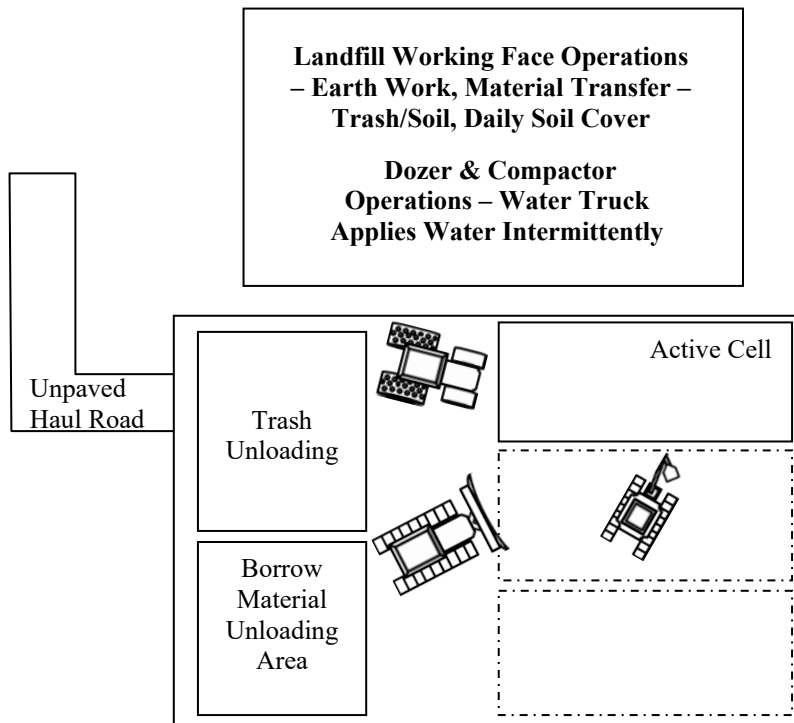 Landfill Working Face Operations
– Earth Work, Material Transfer –
Trash/Soil, Daily Soil Cover
Dozer & Compactor
Operations – Water Truck
Applies Water Intermittently
Unpaved
Haul Road
Trash
Unloading
Active Cell
Borrow
Material
Unloading
Area